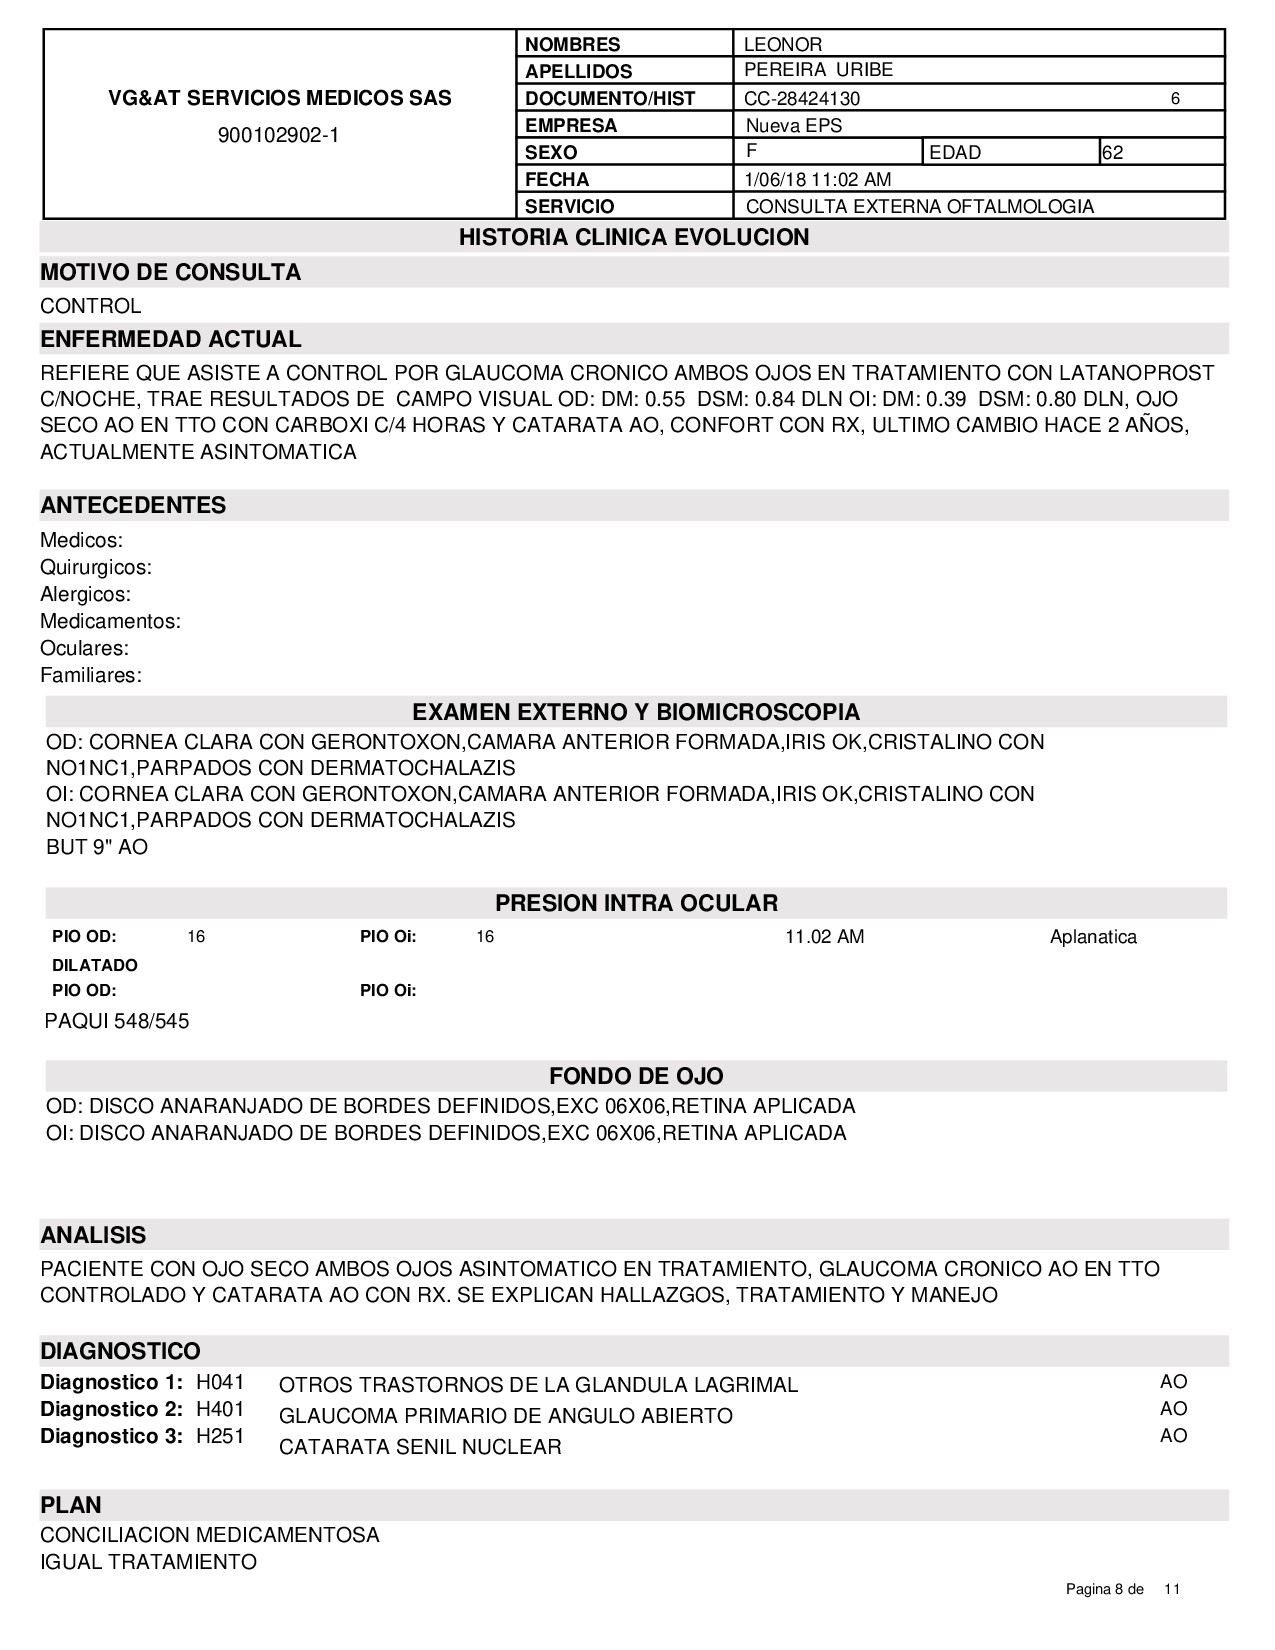 VG&AT SERVICIOS MEDICOS SAS
900102902-1
NOMBRES LEONOR
APELLIDOS PEREIRA URIBE
DOCUMENTO/HIST CC-28424130 6
EMPRESA Nueva EPS
SEXO F EDAD 62
FECHA 1/06/18 11:02 AM
SERVICIO CONSULTA EXTERNA OFTALMOLOGIA
HISTORIA CLINICA EVOLUCION
MOTIVO DE CONSULTA
CONTROL
ENFERMEDAD ACTUAL
REFIERE QUE ASISTE A CONTROL POR GLAUCOMA CRONICO AMBOS OJOS EN TRATAMIENTO CON LATANOPROST
C/NOCHE, TRAE RESULTADOS DE CAMPO VISUAL OD: DM: 0.55 DSM: 0.84 DLN OI: DM: 0.39 DSM: 0.80 DLN, OJO
SECO AO EN TTO CON CARBOXI C/4 HORAS Y CATARATA AO, CONFORT CON RX, ULTIMO CAMBIO HACE 2 AÑOS,
ACTUALMENTE ASINTOMATICA
ANTECEDENTES
Medicos:
Quirurgicos:
Alergicos:
Medicamentos:
Oculares:
Familiares:
EXAMEN EXTERNO Y BIOMICROSCOPIA
OD: CORNEA CLARA CON GERONTOXON,CAMARA ANTERIOR FORMADA,IRIS OK,CRISTALINO CON
NO1NC1,PARPADOS CON DERMATOCHALAZIS
OI: CORNEA CLARA CON GERONTOXON,CAMARA ANTERIOR FORMADA,IRIS OK,CRISTALINO CON
NO1NC1,PARPADOS CON DERMATOCHALAZIS
BUT 9" AO
PRESION INTRA OCULAR
PIO OD: 16 PIO Oi: 16 11.02 AM Aplanatica
DILATADO
PIO OD: PIO Oi:
PAQUI 548/545
FONDO DE OJO
OD: DISCO ANARANJADO DE BORDES DEFINIDOS,EXC 06X06,RETINA APLICADA
OI: DISCO ANARANJADO DE BORDES DEFINIDOS,EXC 06X06,RETINA APLICADA
ANALISIS
PACIENTE CON OJO SECO AMBOS OJOS ASINTOMATICO EN TRATAMIENTO, GLAUCOMA CRONICO AO EN TTO
CONTROLADO Y CATARATA AO CON RX. SE EXPLICAN HALLAZGOS, TRATAMIENTO Y MANEJO
DIAGNOSTICO
Diagnostico 1: H041 OTROS TRASTORNOS DE LA GLANDULA LAGRIMAL AO
Diagnostico 2: H401 GLAUCOMA PRIMARIO DE ANGULO ABIERTO AO
Diagnostico 3: H251 CATARATA SENIL NUCLEAR AO
PLAN
CONCILIACION MEDICAMENTOSA
IGUAL TRATAMIENTO
Pagina 8 de 11